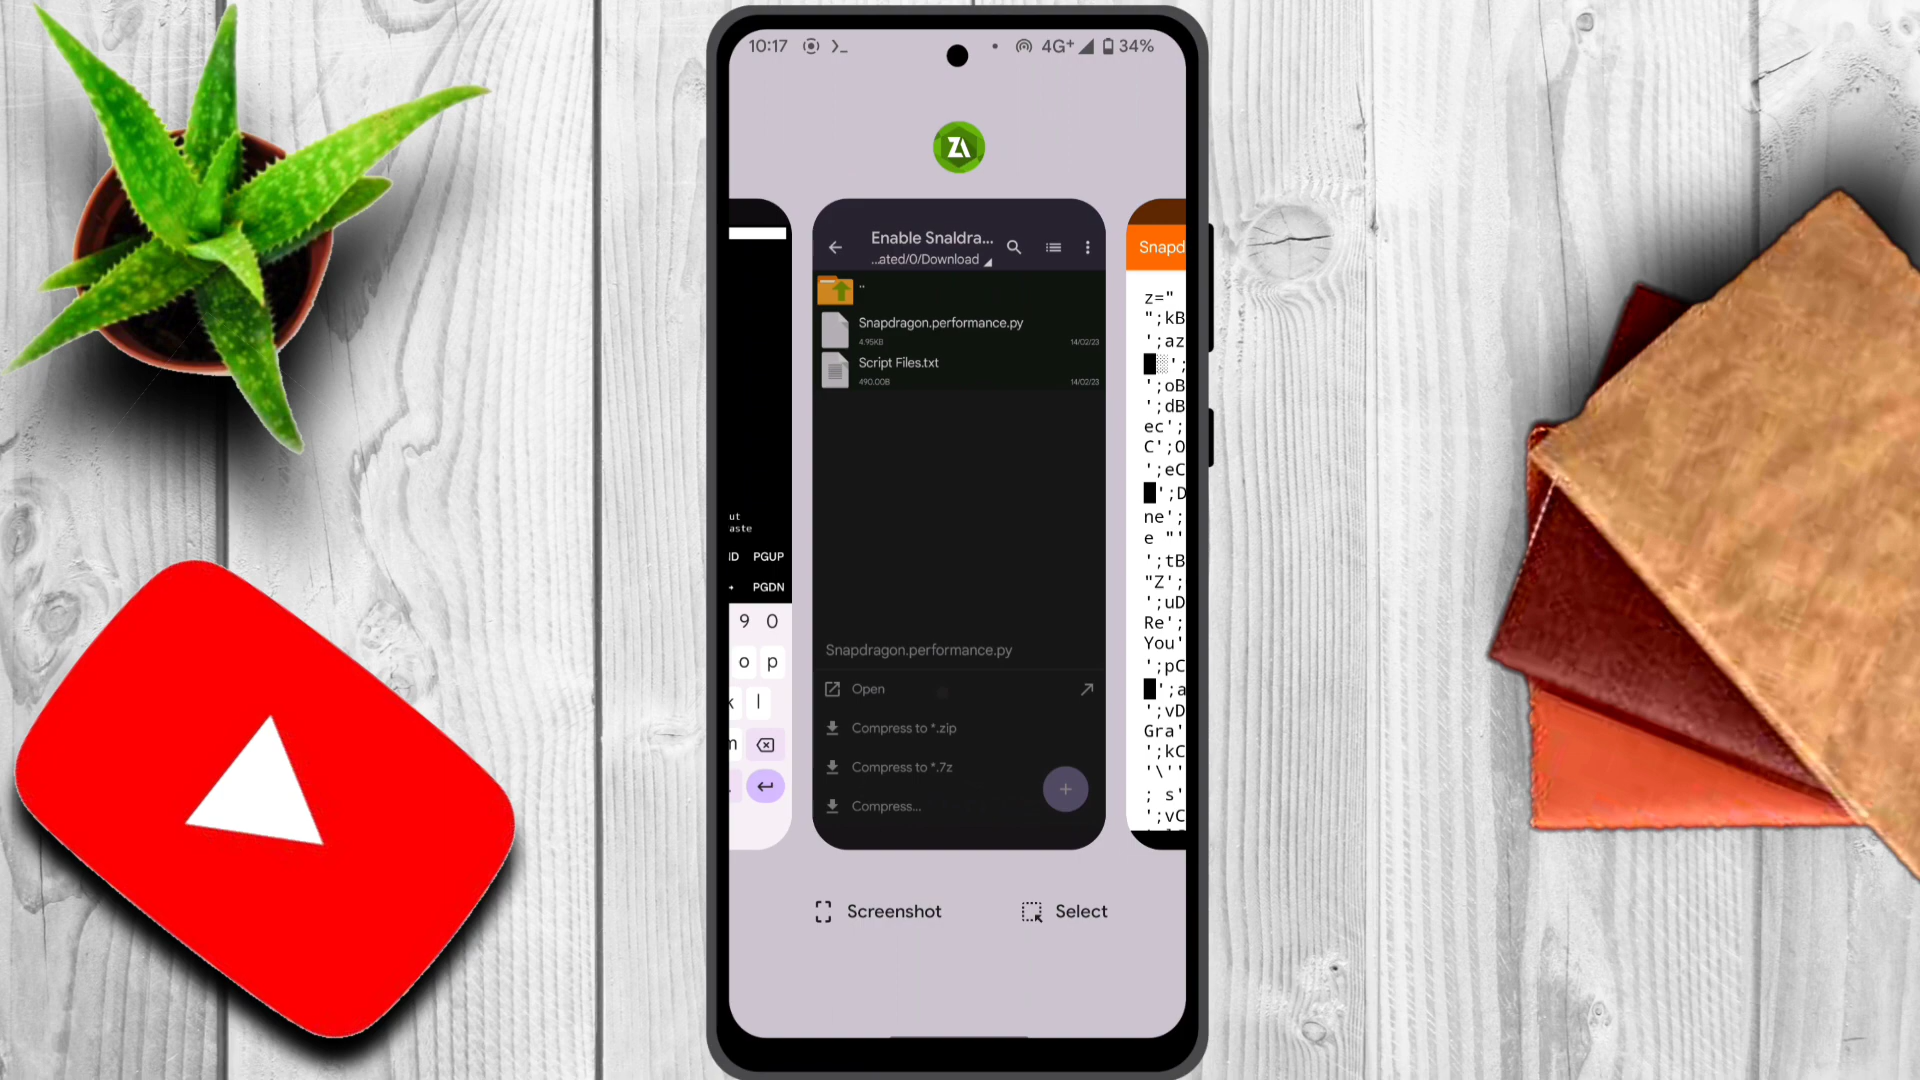 10:17
4G+ 34%
ZA
Enable Snaldra...
...ated/0/Download
..
Snapdragon.performance.py
4.95KB 14/02/23
Script Files.txt
490.00B 14/02/23
Snapdragon.performance.py
Open
Compress to *.zip
Compress to *.7z
Compress...
+
ut
aste
PGUP
PGDN
9 0
o p
k l
m
Snapd
z="
";kB
';az
';
';oB
';dB
ec';
C';O
';eC
';D
ne';
e "'
';tB
"Z';
';uD
Re';
You'
';pC
';a
';vD
Gra'
';kC
'\''
; s'
';vC
Screenshot
Select